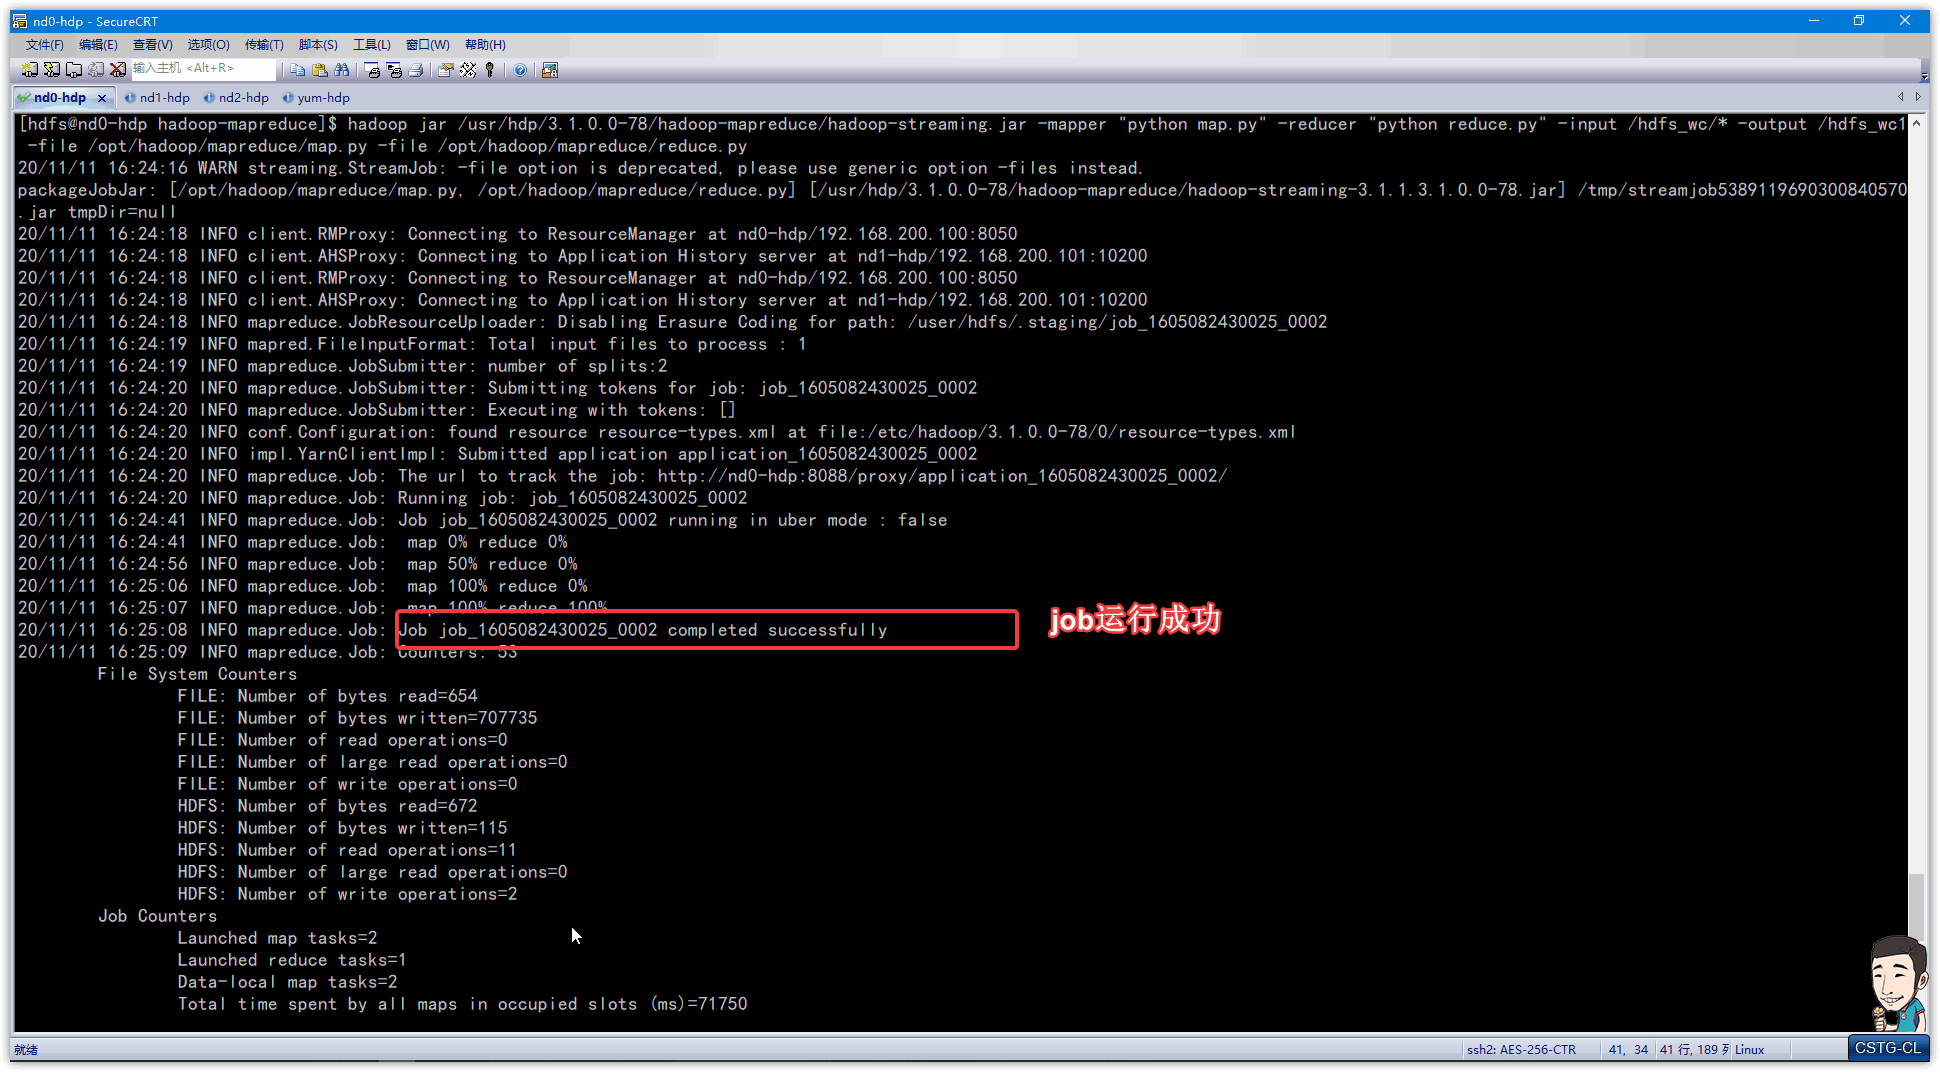 nd0-hdp - SecureCRT
文件(F) 编辑(E) 查看(V) 选项(O) 传输(T) 脚本(S) 工具(L) 窗口(W) 帮助(H)
输入主机 <Alt+R>
nd0-hdp nd1-hdp nd2-hdp yum-hdp
[hdfs@nd0-hdp hadoop-mapreduce]$ hadoop jar /usr/hdp/3.1.0.0-78/hadoop-mapreduce/hadoop-streaming.jar -mapper "python map.py" -reducer "python reduce.py" -input /hdfs_wc/* -output /hdfs_wc1
-file /opt/hadoop/mapreduce/map.py -file /opt/hadoop/mapreduce/reduce.py
20/11/11 16:24:16 WARN streaming.StreamJob: -file option is deprecated, please use generic option -files instead.
packageJobJar: [/opt/hadoop/mapreduce/map.py, /opt/hadoop/mapreduce/reduce.py] [/usr/hdp/3.1.0.0-78/hadoop-mapreduce/hadoop-streaming-3.1.1.3.1.0.0-78.jar] /tmp/streamjob5389119690300840570
.jar tmpDir=null
20/11/11 16:24:18 INFO client.RMProxy: Connecting to ResourceManager at nd0-hdp/192.168.200.100:8050
20/11/11 16:24:18 INFO client.AHSProxy: Connecting to Application History server at nd1-hdp/192.168.200.101:10200
20/11/11 16:24:18 INFO client.RMProxy: Connecting to ResourceManager at nd0-hdp/192.168.200.100:8050
20/11/11 16:24:18 INFO client.AHSProxy: Connecting to Application History server at nd1-hdp/192.168.200.101:10200
20/11/11 16:24:18 INFO mapreduce.JobResourceUploader: Disabling Erasure Coding for path: /user/hdfs/.staging/job_1605082430025_0002
20/11/11 16:24:19 INFO mapred.FileInputFormat: Total input files to process : 1
20/11/11 16:24:19 INFO mapreduce.JobSubmitter: number of splits:2
20/11/11 16:24:20 INFO mapreduce.JobSubmitter: Submitting tokens for job: job_1605082430025_0002
20/11/11 16:24:20 INFO mapreduce.JobSubmitter: Executing with tokens: []
20/11/11 16:24:20 INFO conf.Configuration: found resource resource-types.xml at file:/etc/hadoop/3.1.0.0-78/0/resource-types.xml
20/11/11 16:24:20 INFO impl.YarnClientImpl: Submitted application application_1605082430025_0002
20/11/11 16:24:20 INFO mapreduce.Job: The url to track the job: http://nd0-hdp:8088/proxy/application_1605082430025_0002/
20/11/11 16:24:20 INFO mapreduce.Job: Running job: job_1605082430025_0002
20/11/11 16:24:41 INFO mapreduce.Job: Job job_1605082430025_0002 running in uber mode : false
20/11/11 16:24:41 INFO mapreduce.Job:  map 0% reduce 0%
20/11/11 16:24:56 INFO mapreduce.Job:  map 50% reduce 0%
20/11/11 16:25:06 INFO mapreduce.Job:  map 100% reduce 0%
20/11/11 16:25:07 INFO mapreduce.Job:  map 100% reduce 100%
20/11/11 16:25:08 INFO mapreduce.Job: Job job_1605082430025_0002 completed successfully
job运行成功
20/11/11 16:25:09 INFO mapreduce.Job: Counters: 53
File System Counters
FILE: Number of bytes read=654
FILE: Number of bytes written=707735
FILE: Number of read operations=0
FILE: Number of large read operations=0
FILE: Number of write operations=0
HDFS: Number of bytes read=672
HDFS: Number of bytes written=115
HDFS: Number of read operations=11
HDFS: Number of large read operations=0
HDFS: Number of write operations=2
Job Counters
Launched map tasks=2
Launched reduce tasks=1
Data-local map tasks=2
Total time spent by all maps in occupied slots (ms)=71750
就绪 ssh2: AES-256-CTR 41, 34 41 行, 189 列 Linux
CSTG-CL